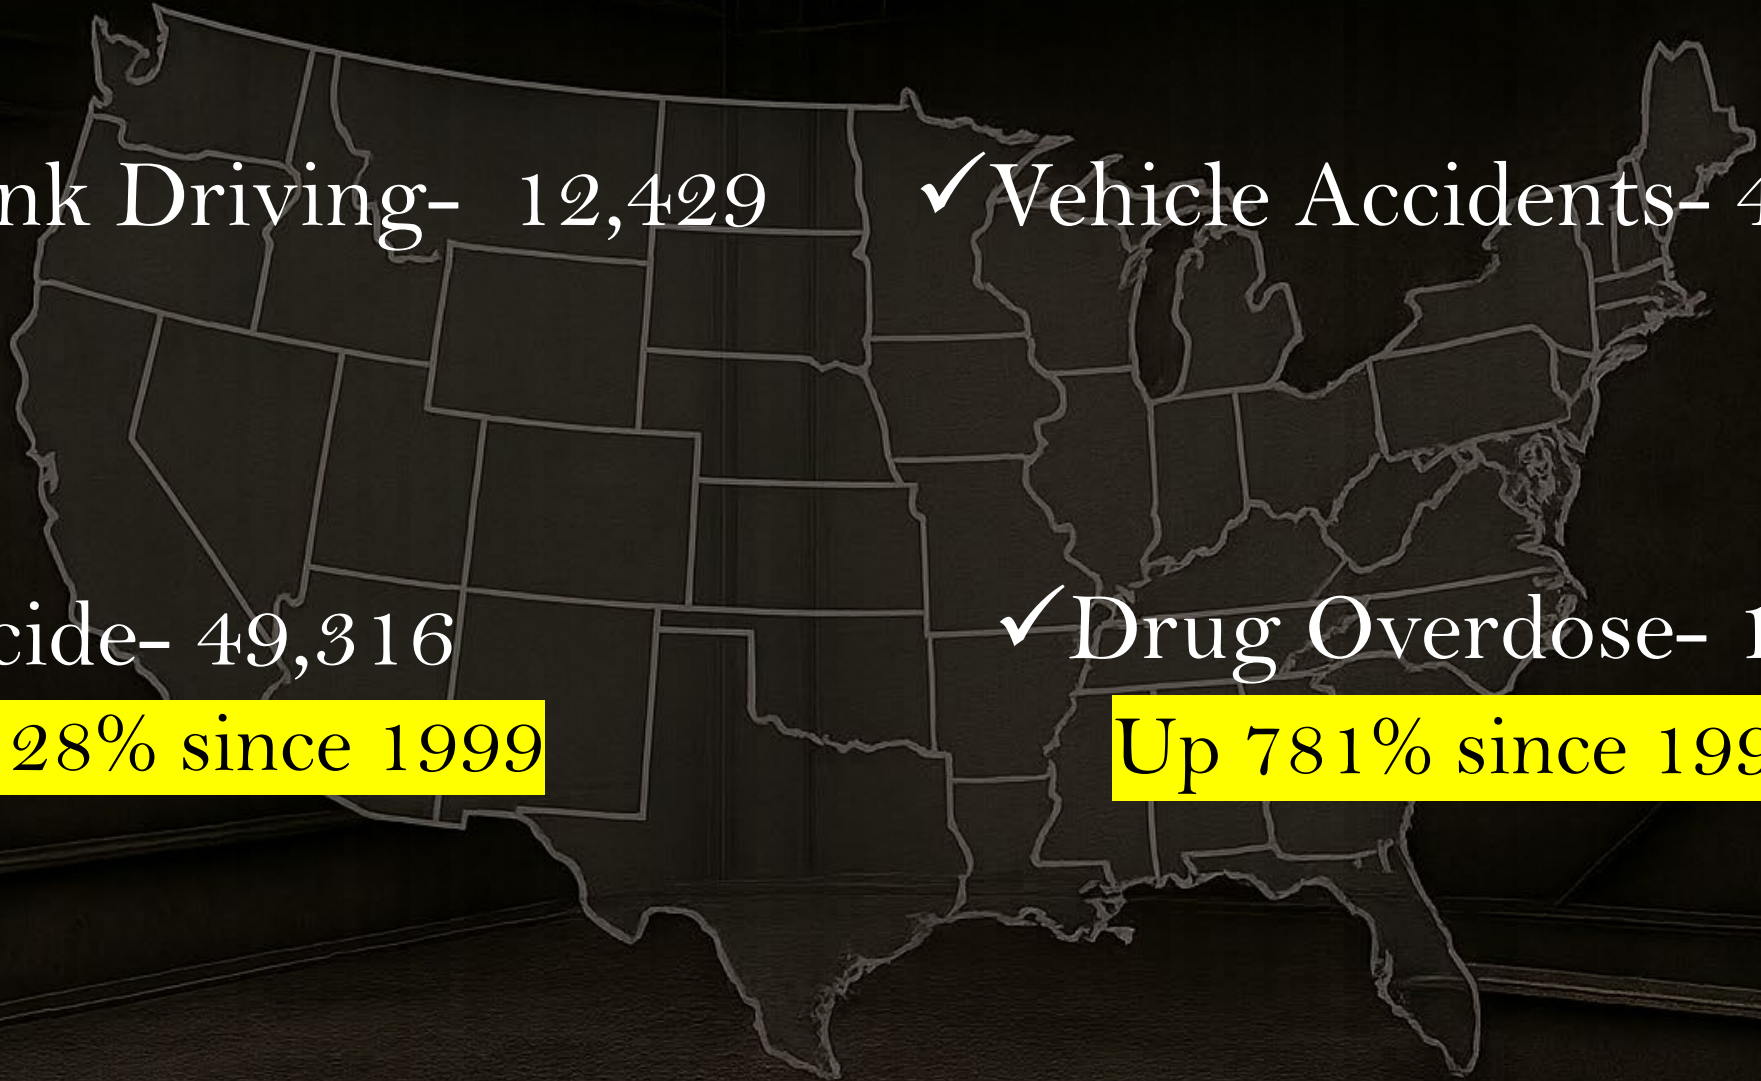 nk Driving- 12,429
✓Vehicle Accidents- 4
cide- 49,316
28% since 1999
✓Drug Overdose- 1
Up 781% since 199